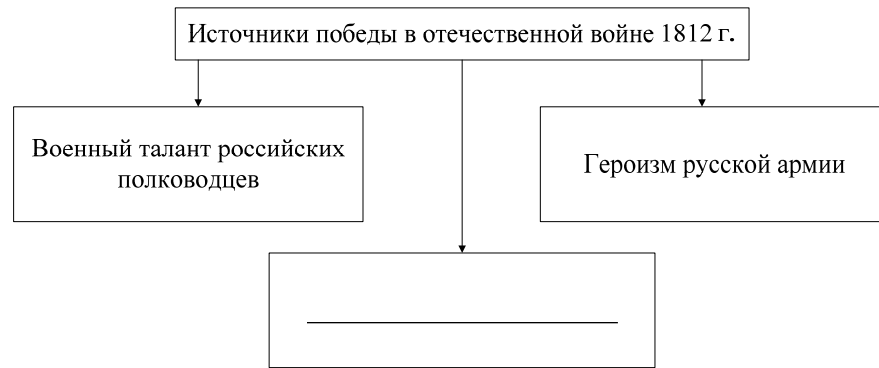 Источники победы в отечественной войне 1812 г.
Военный талант российских
полководцев
Героизм русской армии